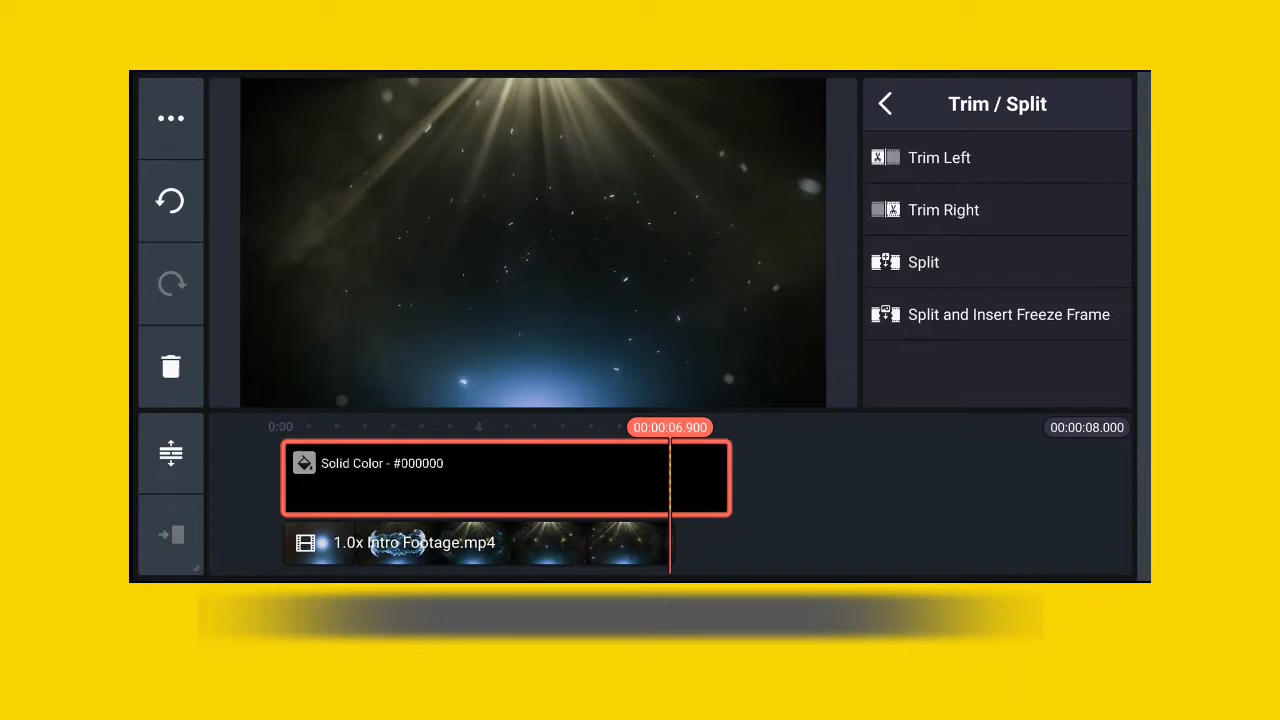 Trim / Split
Trim Left
Trim Right
Split
Split and Insert Freeze Frame
0:00
4
00:00:06.900
00:00:08.000
Solid Color - #000000
1.0x Intro Footage.mp4